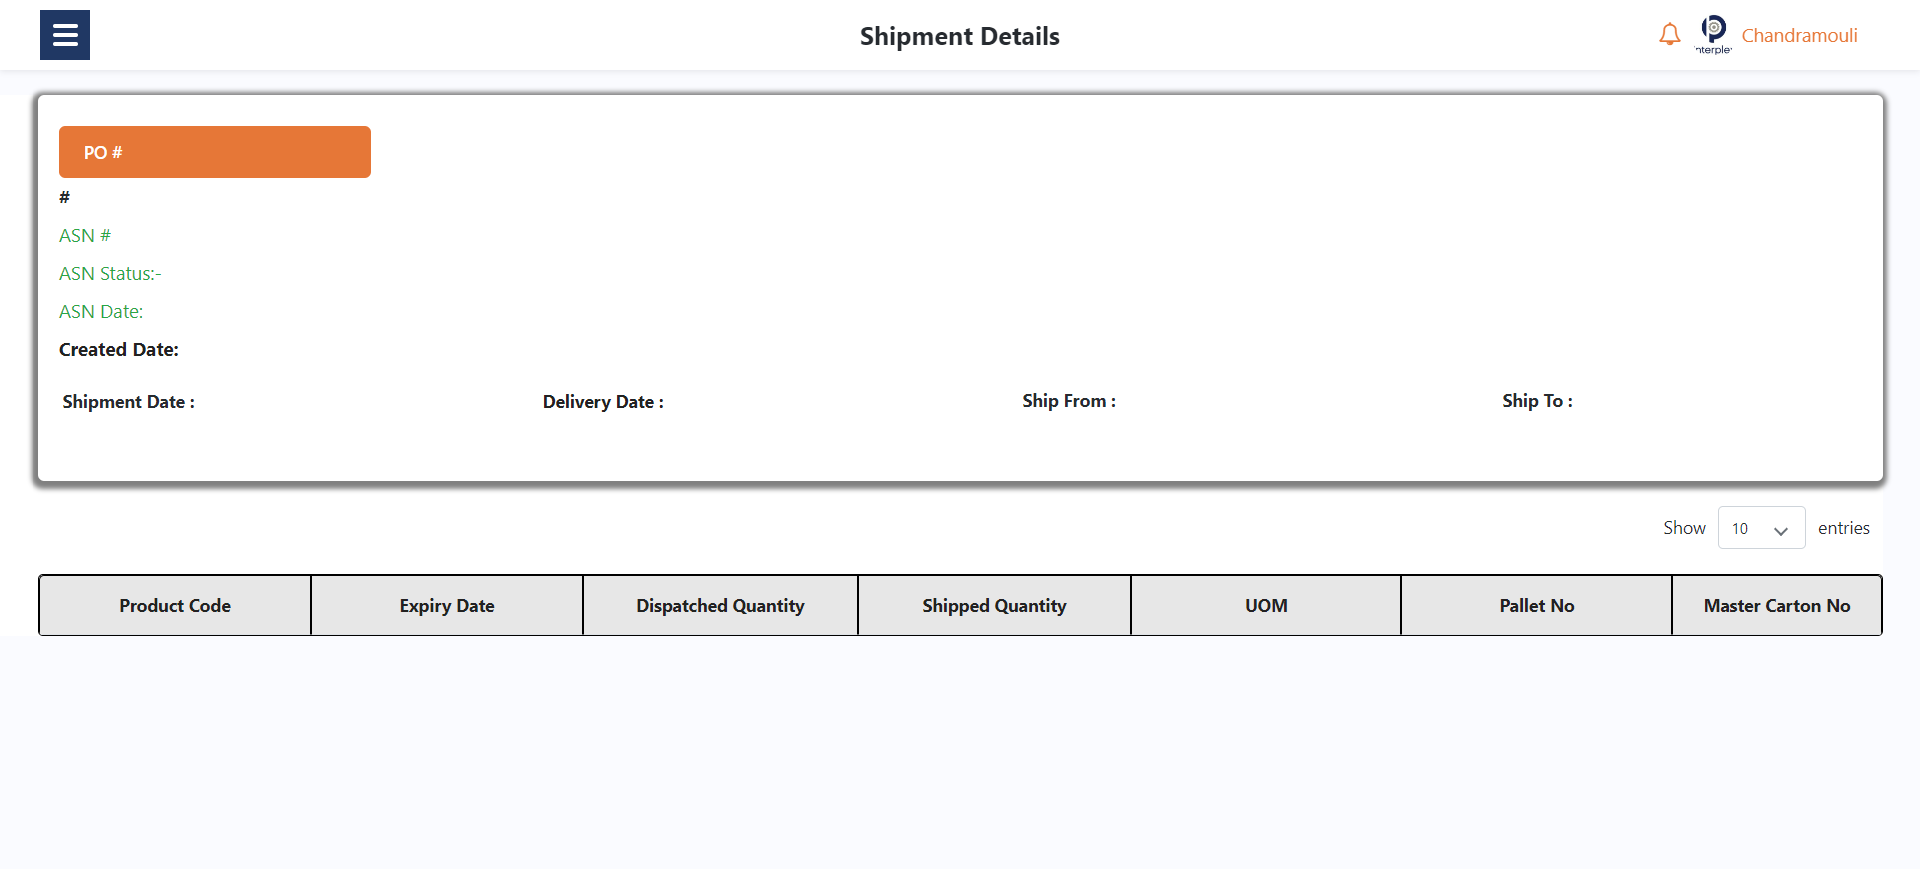 Shipment Details
Chandramouli
PO #
#
ASN #
ASN Status:-
ASN Date:
Created Date:
Shipment Date :
Delivery Date :
Ship From :
Ship To :
Show 10 entries
Product Code
Expiry Date
Dispatched Quantity
Shipped Quantity
UOM
Pallet No
Master Carton No